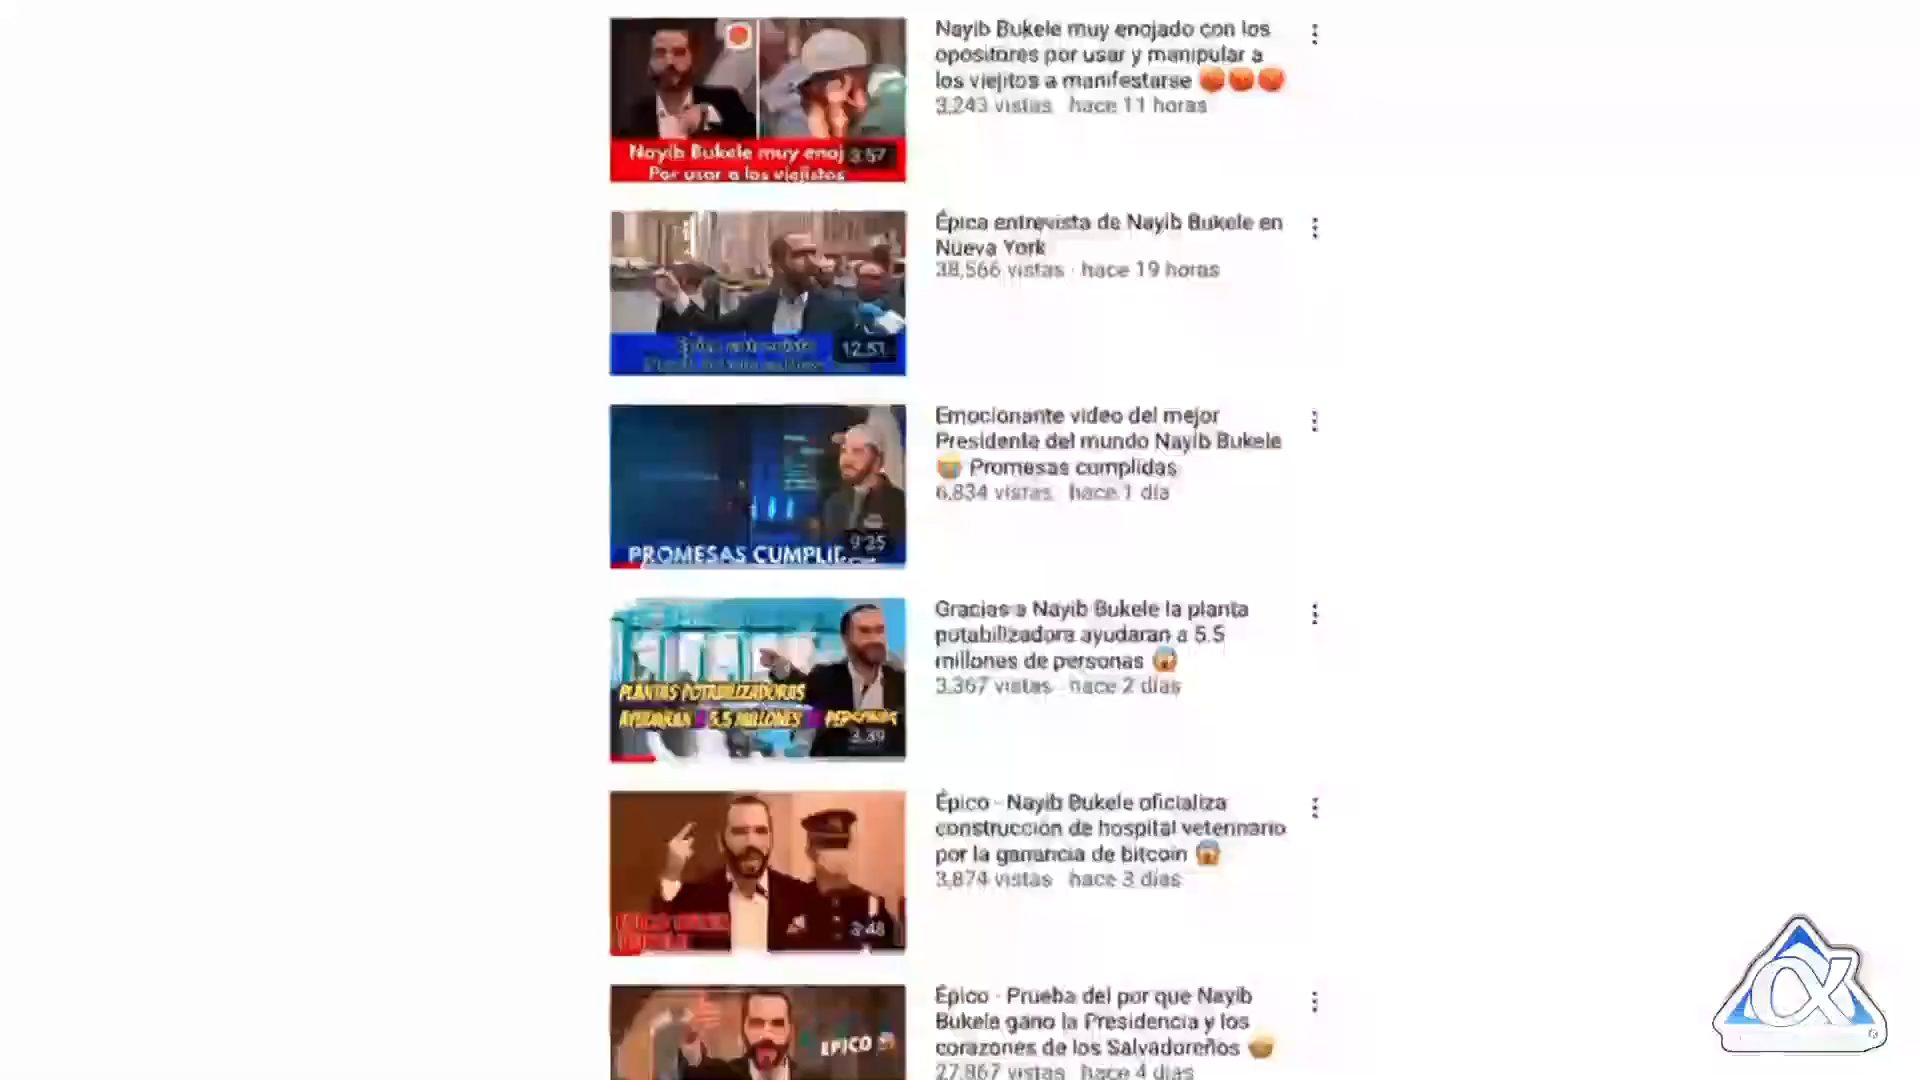 Nayib Bukele muy enoj 3:57
Por usar a los viejistos
Nayib Bukele muy enojado con los
opositores por usar y manipular a
los viejitos a manifestarse 😡😡😡
3,243 vistas · hace 11 horas
12:51
Épica entrevista de Nayib Bukele en
Nueva York
38,566 vistas · hace 19 horas
9:25
PROMESAS CUMPLI
Emocionante video del mejor
Presidente del mundo Nayib Bukele
😭 Promesas cumplidas
6,834 vistas · hace 1 día
PLANTAS POTABILIZADORAS
AYUDARAN A 5.5 MILLONES PERSONAS
3:39
Gracias a Nayib Bukele la planta
potabilizadora ayudaran a 5.5
millones de personas 😱
3,367 vistas · hace 2 días
3:48
Épico - Nayib Bukele oficializa
construcción de hospital veterinario
por la ganancia de bitcoin 😱
3,874 vistas · hace 3 días
EPICO
Épico - Prueba del por que Nayib
Bukele gano la Presidencia y los
corazones de los Salvadoreños
27,867 vistas · hace 4 días
α